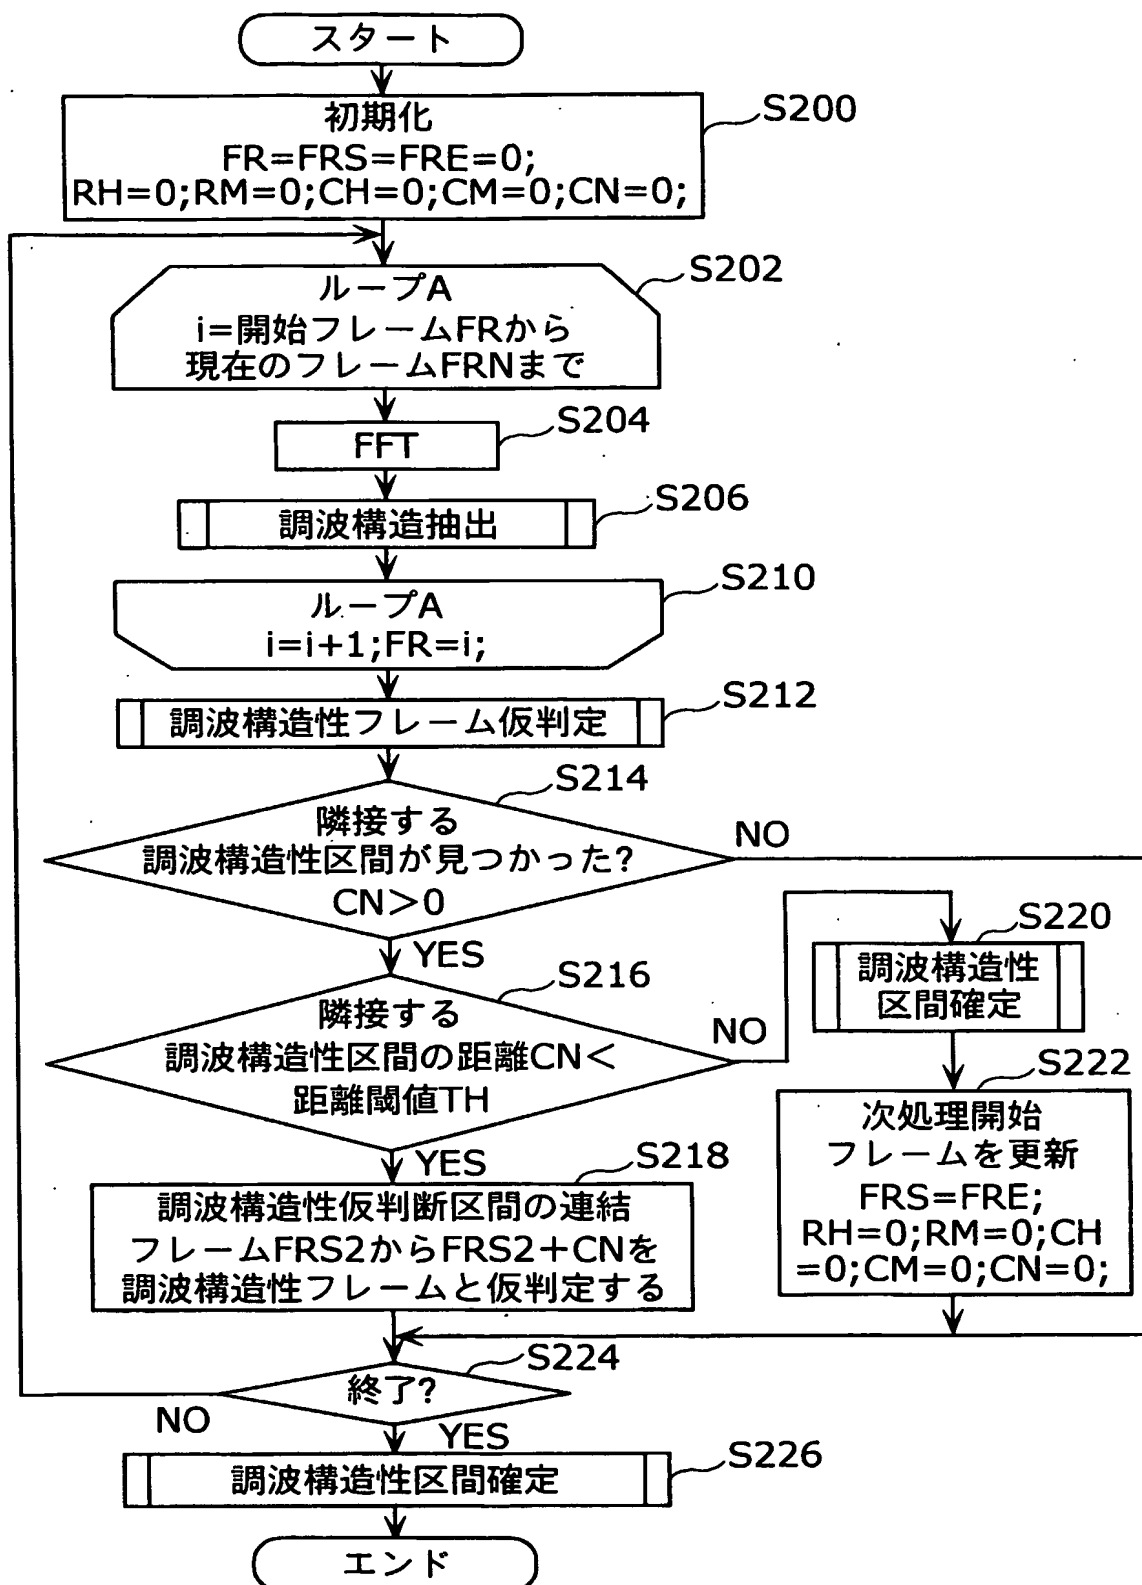 スタート
初期化
FR=FRS=FRE=0;
RH=0;RM=0;CH=0;CM=0;CN=0;
S200
ループA
i=開始フレームFRから
現在のフレームFRNまで
S202
FFT
S204
調波構造抽出
S206
ループA
i=i+1;FR=i;
S210
調波構造性フレーム仮判定
S212
隣接する
調波構造性区間が見つかった?
CN>0
S214
NO
YES
隣接する
調波構造性区間の距離CN<
距離閾値TH
S216
NO
YES
調波構造性
区間確定
S220
次処理開始
フレームを更新
FRS=FRE;
RH=0;RM=0;CH
=0;CM=0;CN=0;
S222
調波構造性仮判断区間の連結
フレームFRS2からFRS2+CNを
調波構造性フレームと仮判定する
S218
終了?
S224
NO
YES
調波構造性区間確定
S226
エンド